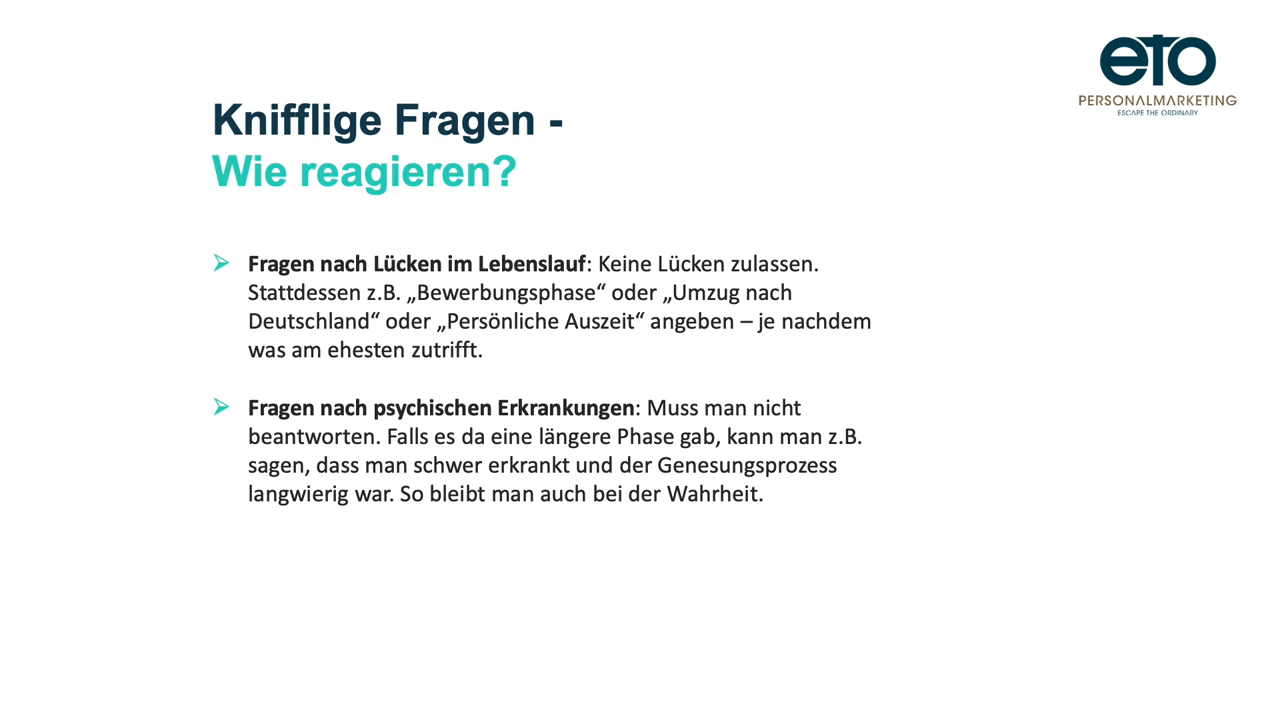 eTO
PERSONALMARKETING
ESCAPE THE ORDINARY
Knifflige Fragen -
Wie reagieren?
Fragen nach Lücken im Lebenslauf: Keine Lücken zulassen.
Stattdessen z.B. „Bewerbungsphase“ oder „Umzug nach
Deutschland“ oder „Persönliche Auszeit“ angeben – je nachdem
was am ehesten zutrifft.
Fragen nach psychischen Erkrankungen: Muss man nicht
beantworten. Falls es da eine längere Phase gab, kann man z.B.
sagen, dass man schwer erkrankt und der Genesungsprozess
langwierig war. So bleibt man auch bei der Wahrheit.